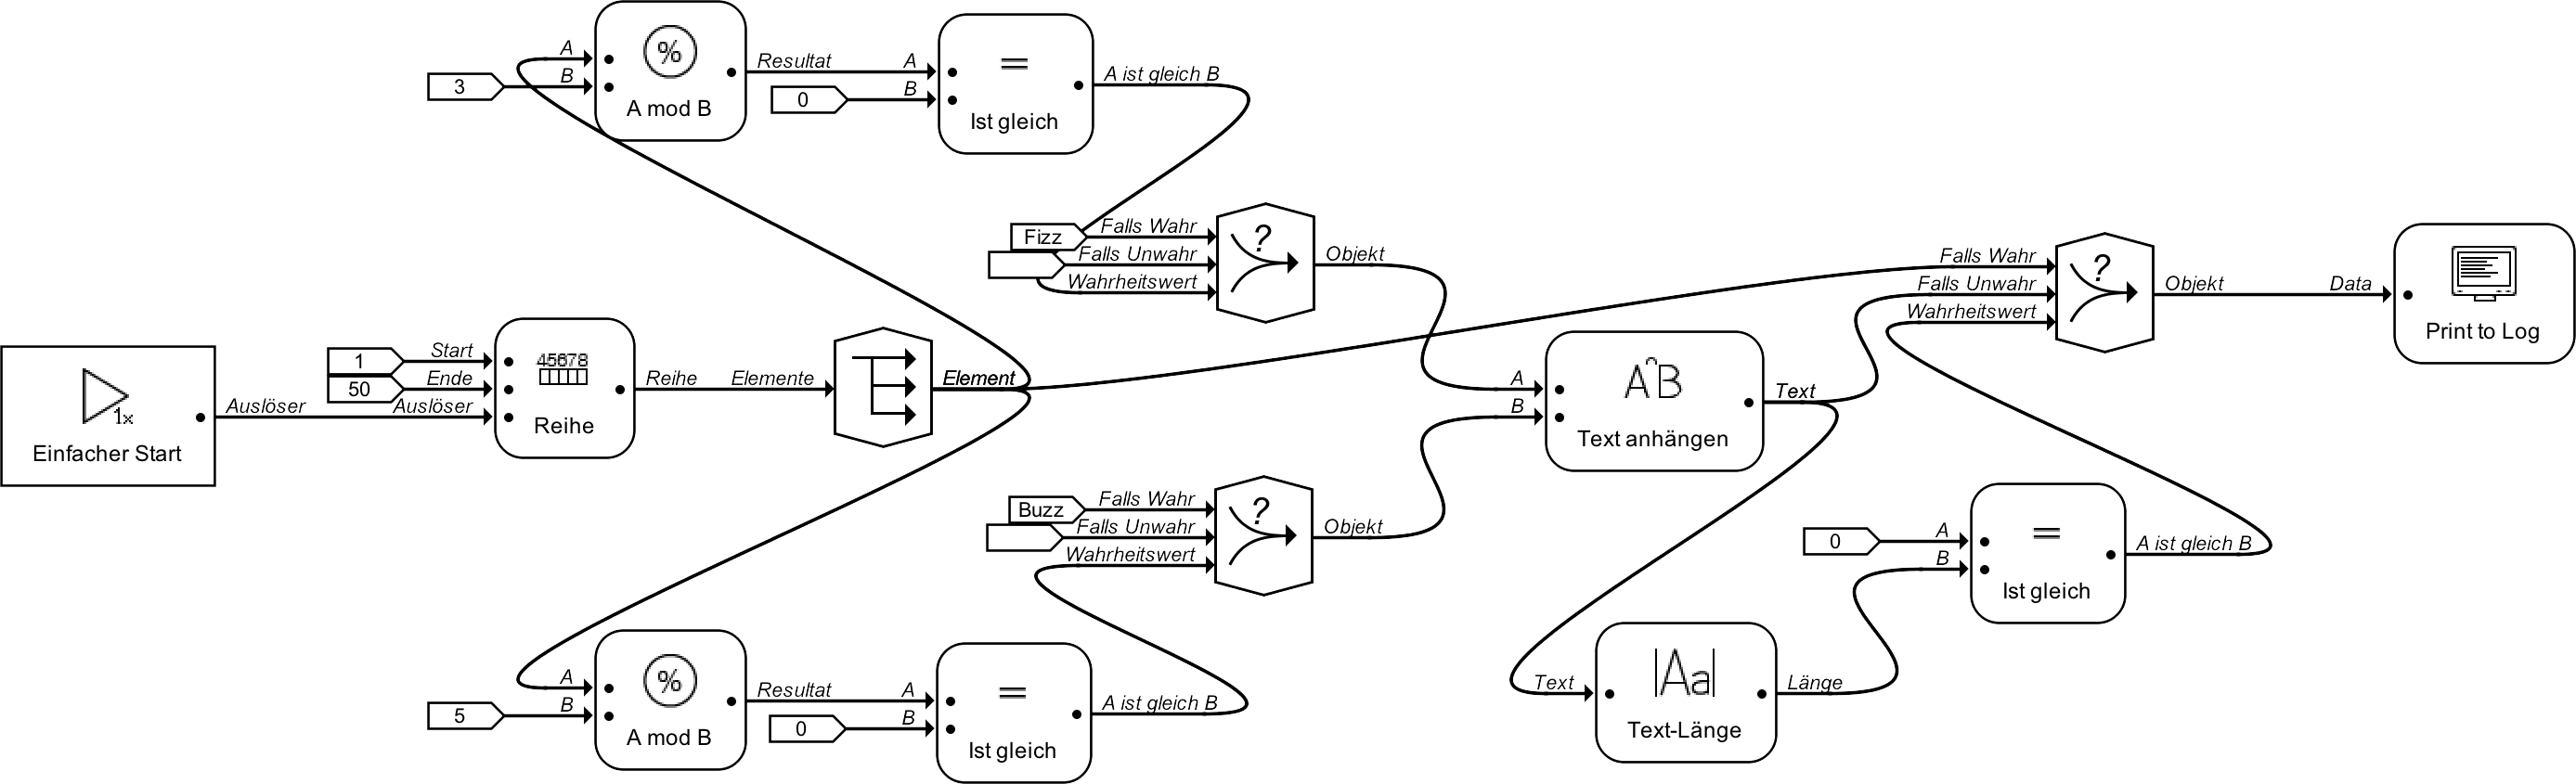 A
B
3
%
A mod B
Resultat
A
B
0
=
Ist gleich
A ist gleich B
Fizz
Falls Wahr
Falls Unwahr
Wahrheitswert
?
Objekt
Einfacher Start
1x
Auslöser
Auslöser
1
Start
50
Ende
45678
Reihe
Reihe
Elemente
Element
Buzz
Falls Wahr
Falls Unwahr
Wahrheitswert
?
Objekt
5
A
B
%
A mod B
Resultat
A
B
0
=
Ist gleich
A ist gleich B
A
B
A^B
Text anhängen
Text
Text
|Aa|
Text-Länge
Länge
0
A
B
=
Ist gleich
A ist gleich B
Falls Wahr
Falls Unwahr
Wahrheitswert
?
Objekt
Data
Print to Log